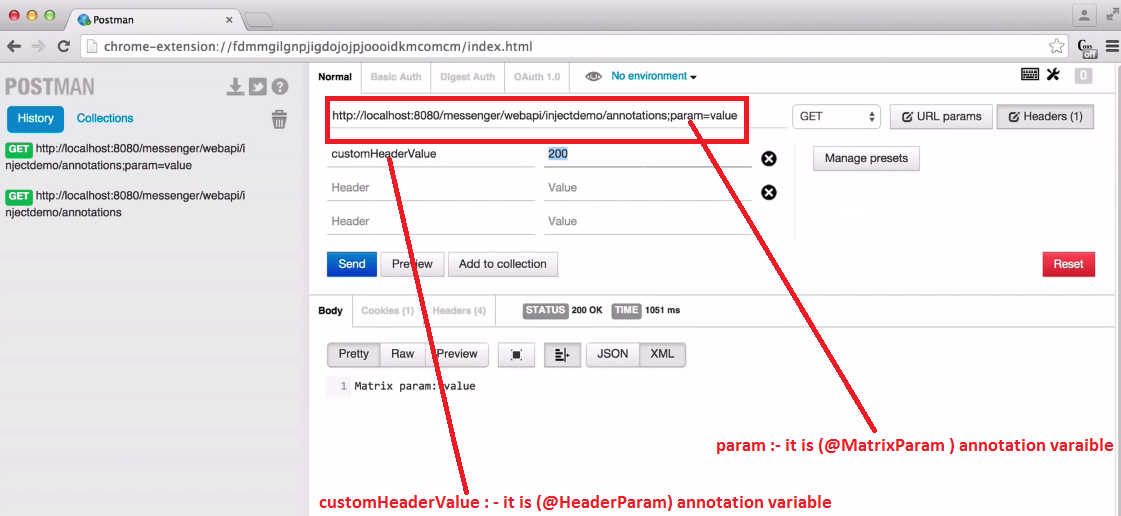 Postman
chrome-extension://fdmmgilgnpjigdojojpjoooidkmcomcm/index.html
off
POSTMAN
History
Collections
GET http://localhost:8080/messenger/webapi/i
njectdemo/annotations;param=value
GET http://localhost:8080/messenger/webapi/i
njectdemo/annotations
Normal Basic Auth Digest Auth OAuth 1.0 No environment 0
http://localhost:8080/messenger/webapi/injectdemo/annotations;param=value GET URL params Headers (1)
customHeaderValue 200 Manage presets
Header Value
Header Value
Send Preview Add to collection Reset
Body Cookies (1) Headers (4) STATUS 200 OK TIME 1051 ms
Pretty Raw Preview JSON XML
1 Matrix param: value
param :- it is (@MatrixParam ) annotation varaible
customHeaderValue : - it is (@HeaderParam) annotation variable